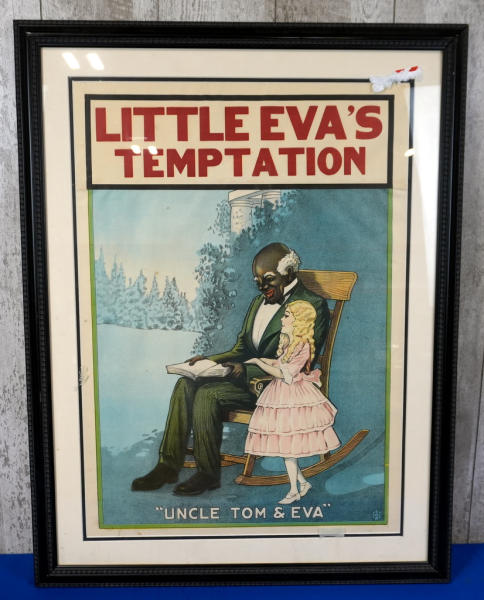 LITTLE EVA'S
TEMPTATION
"UNCLE TOM & EVA"